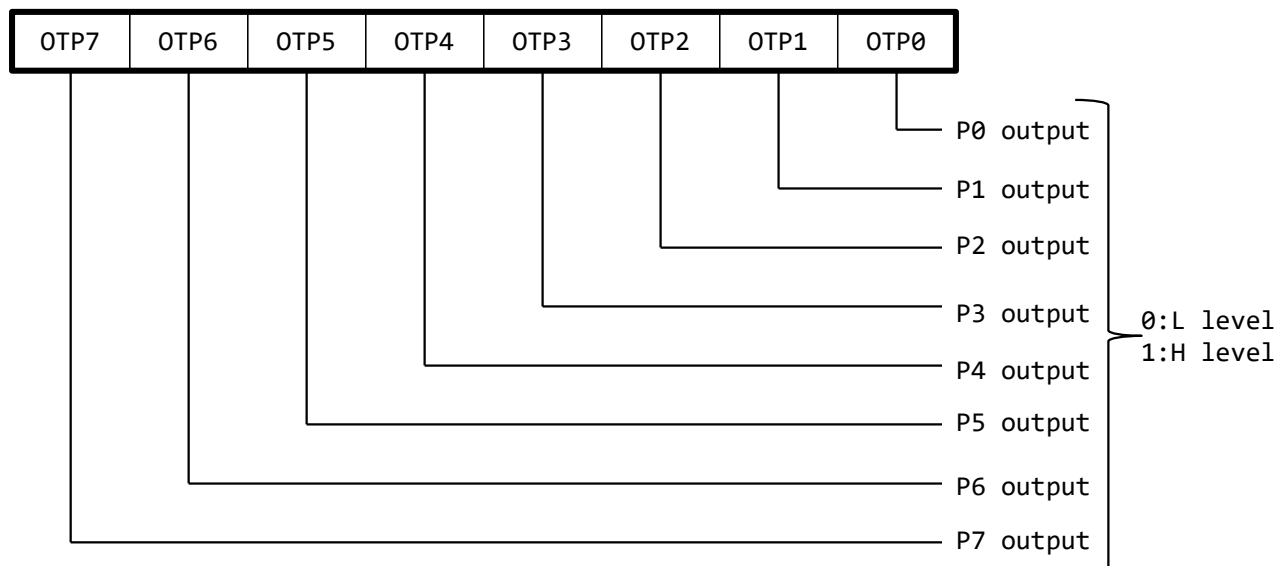 OTP7 OTP6 OTP5 OTP4 OTP3 OTP2 OTP1 OTP0
P0 output
P1 output
P2 output
P3 output
0:L level
1:H level
P4 output
P5 output
P6 output
P7 output